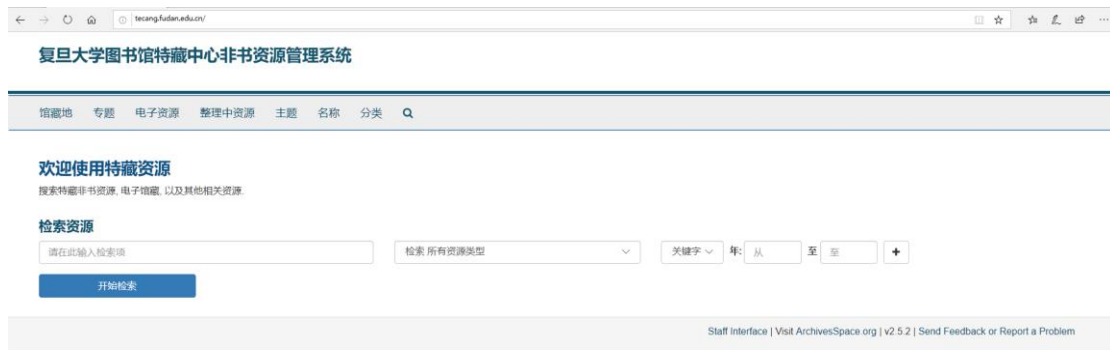 tecang.fudan.edu.cn/
复旦大学图书馆特藏中心非书资源管理系统
馆藏地 专题 电子资源 整理中资源 主题 名称 分类
欢迎使用特藏资源
搜索特藏非书资源, 电子馆藏, 以及其他相关资源.
检索资源
请在此输入检索项 检索 所有资源类型 关键字 年: 从 至 至 +
开始检索
Staff Interface | Visit ArchivesSpace.org | v2.5.2 | Send Feedback or Report a Problem